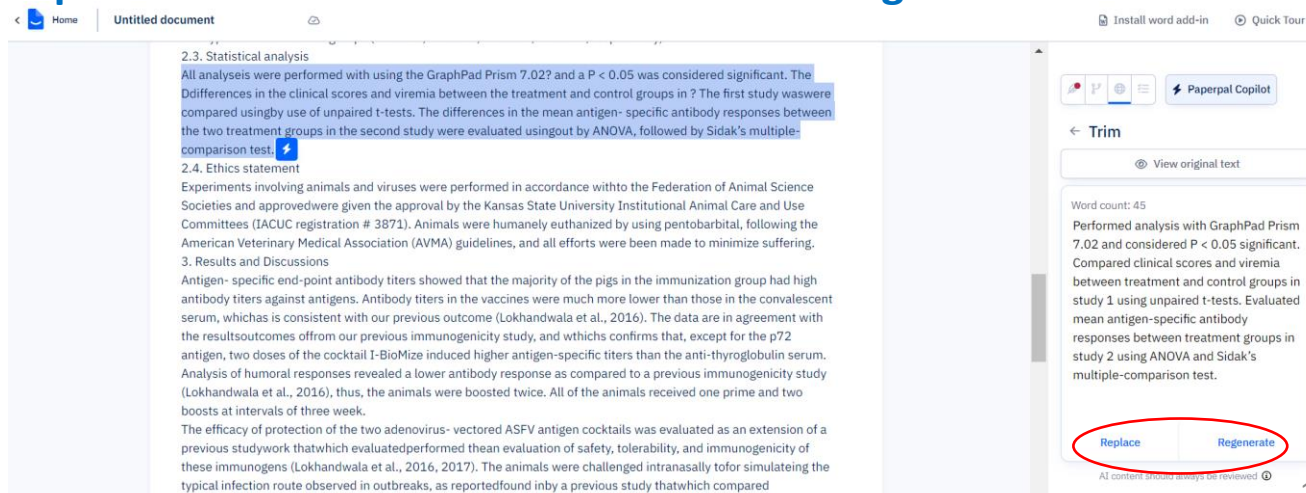 Home Untitled document Install word add-in Quick Tour
2.3. Statistical analysis
All analyseis were performed with using the GraphPad Prism 7.02? and a P < 0.05 was considered significant. The
Ddifferences in the clinical scores and viremia between the treatment and control groups in ? The first study waswere
compared usingby use of unpaired t-tests. The differences in the mean antigen- specific antibody responses between
the two treatment groups in the second study were evaluated usingout by ANOVA, followed by Sidak's multiple-
comparison test.
2.4. Ethics statement
Experiments involving animals and viruses were performed in accordance withto the Federation of Animal Science
Societies and approvedwere given the approval by the Kansas State University Institutional Animal Care and Use
Committees (IACUC registration # 3871). Animals were humanely euthanized by using pentobarbital, following the
American Veterinary Medical Association (AVMA) guidelines, and all efforts were been made to minimize suffering.
3. Results and Discussions
Antigen- specific end-point antibody titers showed that the majority of the pigs in the immunization group had high
antibody titers against antigens. Antibody titers in the vaccines were much more lower than those in the convalescent
serum, whichas is consistent with our previous outcome (Lokhandwala et al., 2016). The data are in agreement with
the resultsoutcomes offrom our previous immunogenicity study, and wthichs confirms that, except for the p72
antigen, two doses of the cocktail I-BioMize induced higher antigen-specific titers than the anti-thyroglobulin serum.
Analysis of humoral responses revealed a lower antibody response as compared to a previous immunogenicity study
(Lokhandwala et al., 2016), thus, the animals were boosted twice. All of the animals received one prime and two
boosts at intervals of three week.
The efficacy of protection of the two adenovirus- vectored ASFV antigen cocktails was evaluated as an extension of a
previous studywork thatwhich evaluatedperformed thean evaluation of safety, tolerability, and immunogenicity of
these immunogens (Lokhandwala et al., 2016, 2017). The animals were challenged intranasally tofor simulateing the
typical infection route observed in outbreaks, as reportedfound inby a previous study thatwhich compared
Paperpal Copilot
Trim
View original text
Word count: 45
Performed analysis with GraphPad Prism
7.02 and considered P < 0.05 significant.
Compared clinical scores and viremia
between treatment and control groups in
study 1 using unpaired t-tests. Evaluated
mean antigen-specific antibody
responses between treatment groups in
study 2 using ANOVA and Sidak's
multiple-comparison test.
Replace Regenerate
AI content should always be reviewed